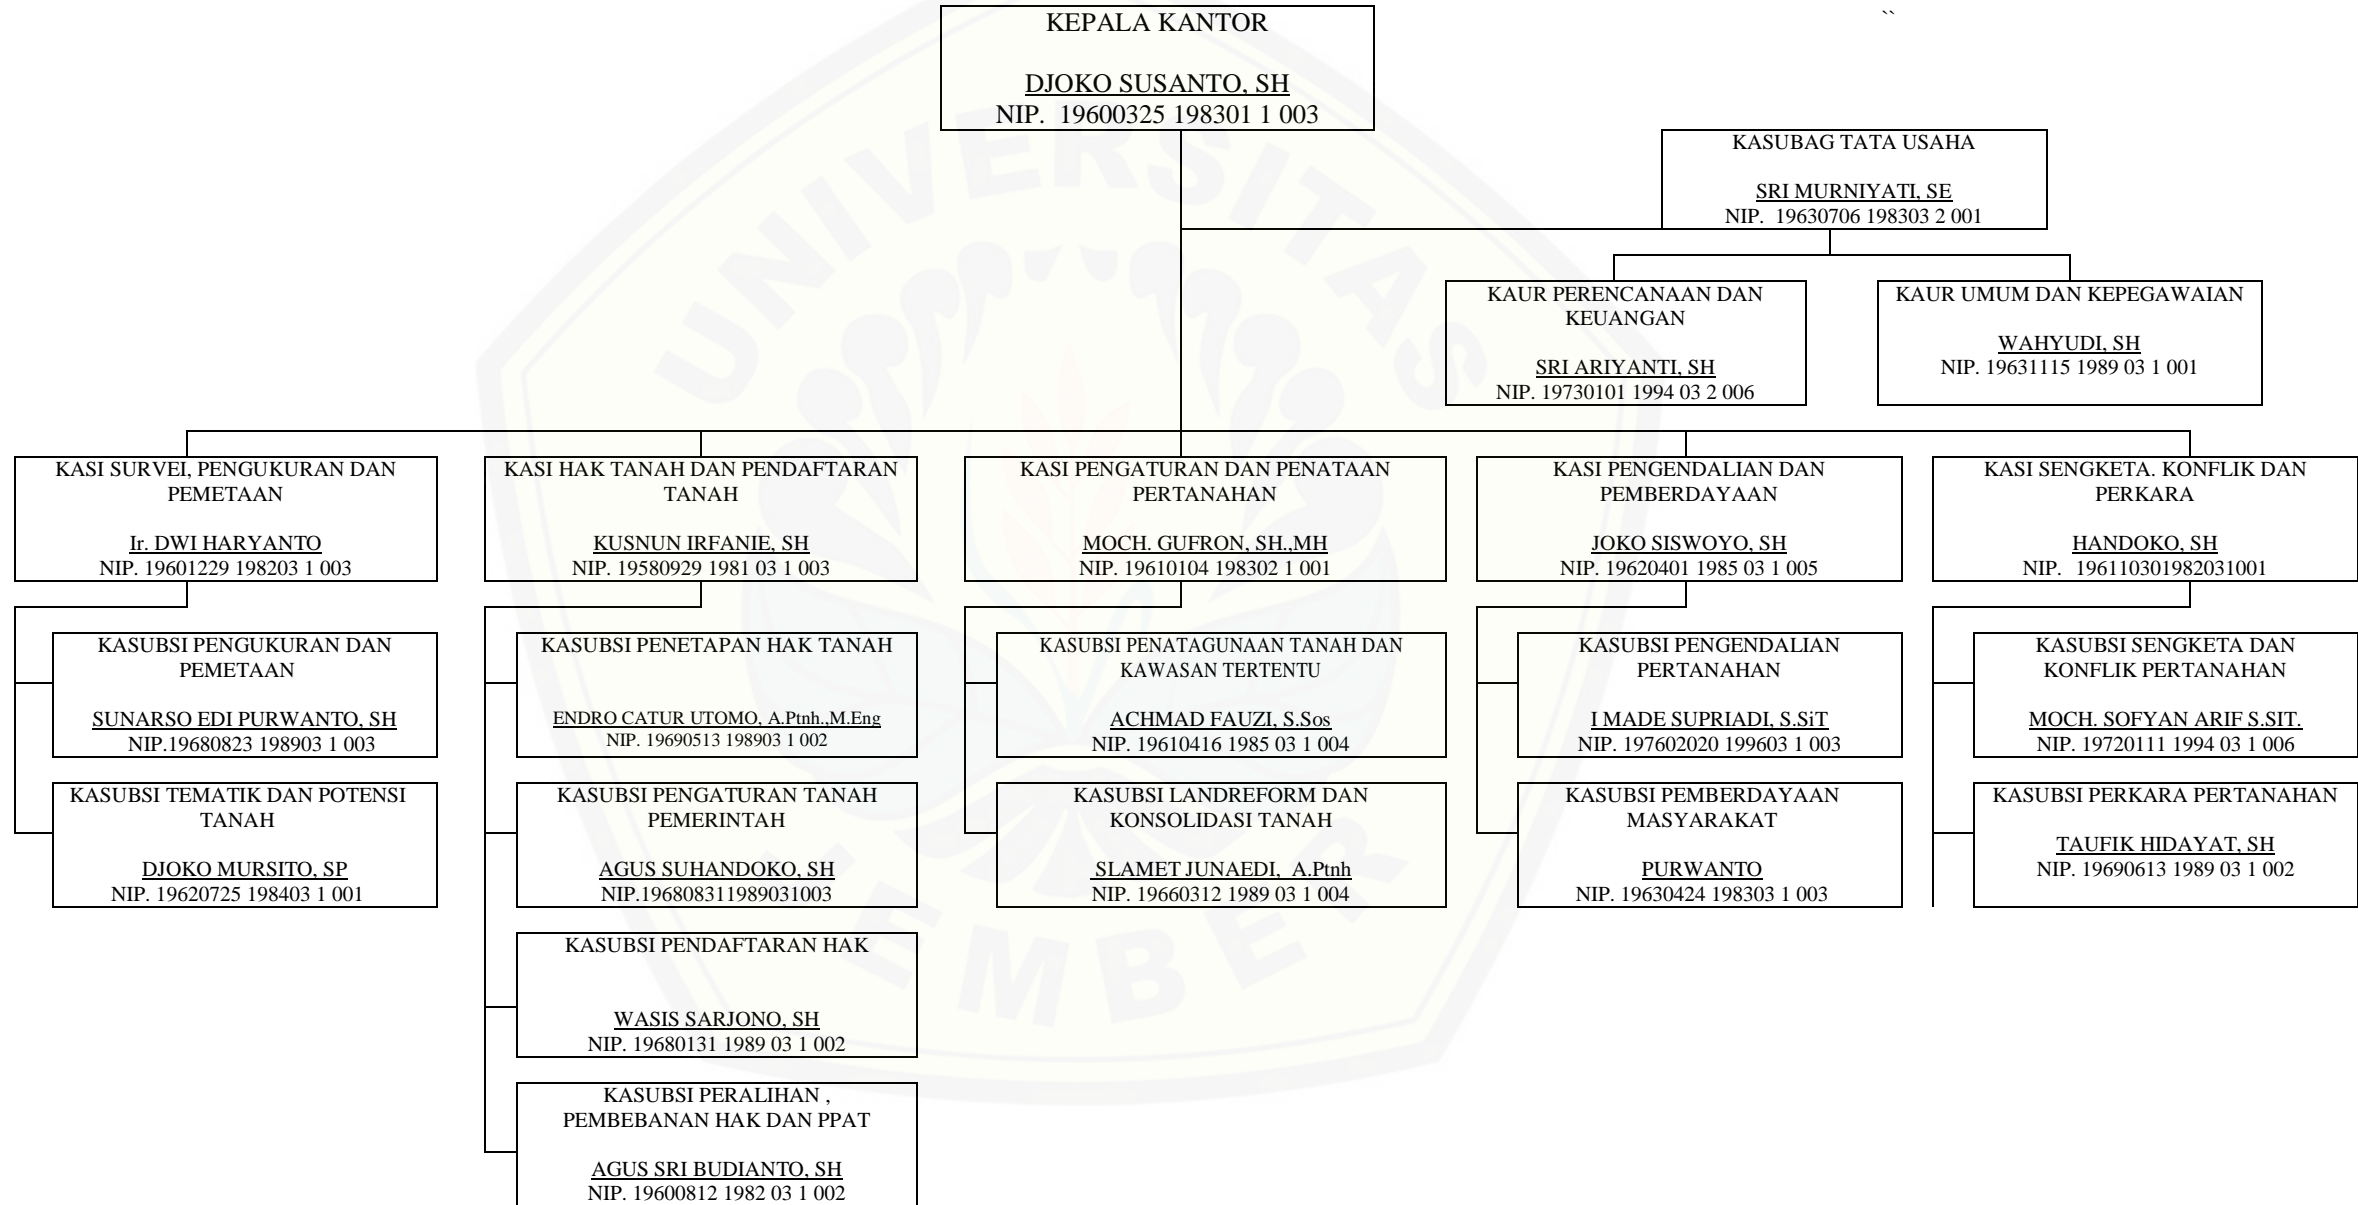 ``
KEPALA KANTOR
DJOKO SUSANTO, SH
NIP. 19600325 198301 1 003
KASUBAG TATA USAHA
SRI MURNIYATI, SE
NIP. 19630706 198303 2 001
KAUR PERENCANAAN DAN
KEUANGAN
SRI ARIYANTI, SH
NIP. 19730101 1994 03 2 006
KAUR UMUM DAN KEPEGAWAIAN
WAHYUDI, SH
NIP. 19631115 1989 03 1 001
KASI SURVEI, PENGUKURAN DAN
PEMETAAN
Ir. DWI HARYANTO
NIP. 19601229 198203 1 003
KASI HAK TANAH DAN PENDAFTARAN
TANAH
KUSNUN IRFANIE, SH
NIP. 19580929 1981 03 1 003
KASI PENGATURAN DAN PENATAAN
PERTANAHAN
MOCH. GUFRON, SH.,MH
NIP. 19610104 198302 1 001
KASI PENGENDALIAN DAN
PEMBERDAYAAN
JOKO SISWOYO, SH
NIP. 19620401 1985 03 1 005
KASI SENGKETA. KONFLIK DAN
PERKARA
HANDOKO, SH
NIP. 196110301982031001
KASUBSI PENGUKURAN DAN
PEMETAAN
SUNARSO EDI PURWANTO, SH
NIP.19680823 198903 1 003
KASUBSI PENETAPAN HAK TANAH
ENDRO CATUR UTOMO, A.Ptnh.,M.Eng
NIP. 19690513 198903 1 002
KASUBSI PENATAGUNAAN TANAH DAN
KAWASAN TERTENTU
ACHMAD FAUZI, S.Sos
NIP. 19610416 1985 03 1 004
KASUBSI PENGENDALIAN
PERTANAHAN
I MADE SUPRIADI, S.SiT
NIP. 197602020 199603 1 003
KASUBSI SENGKETA DAN
KONFLIK PERTANAHAN
MOCH. SOFYAN ARIF S.SIT.
NIP. 19720111 1994 03 1 006
KASUBSI TEMATIK DAN POTENSI
TANAH
DJOKO MURSITO, SP
NIP. 19620725 198403 1 001
KASUBSI PENGATURAN TANAH
PEMERINTAH
AGUS SUHANDOKO, SH
NIP.196808311989031003
KASUBSI LANDREFORM DAN
KONSOLIDASI TANAH
SLAMET JUNAEDI, A.Ptnh
NIP. 19660312 1989 03 1 004
KASUBSI PEMBERDAYAAN
MASYARAKAT
PURWANTO
NIP. 19630424 198303 1 003
KASUBSI PERKARA PERTANAHAN
TAUFIK HIDAYAT, SH
NIP. 19690613 1989 03 1 002
KASUBSI PENDAFTARAN HAK
WASIS SARJONO, SH
NIP. 19680131 1989 03 1 002
KASUBSI PERALIHAN ,
PEMBEBANAN HAK DAN PPAT
AGUS SRI BUDIANTO, SH
NIP. 19600812 1982 03 1 002
UNIVERSITAS
JEMBER